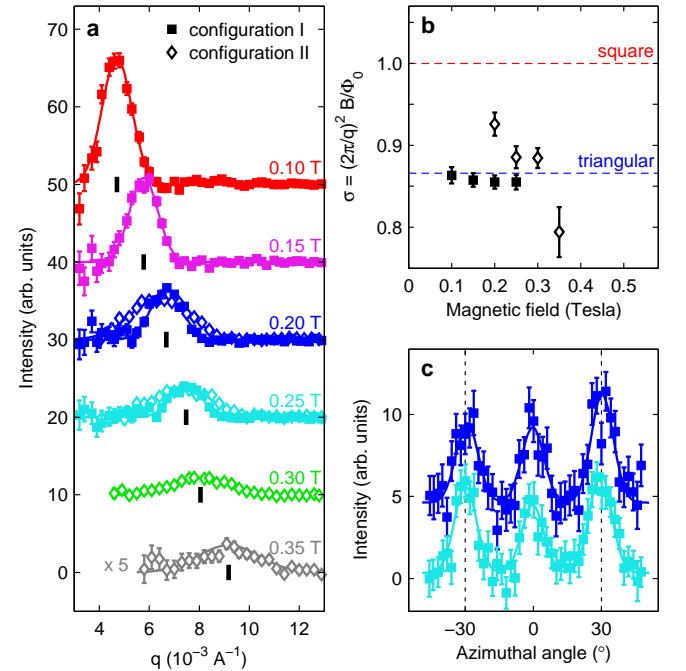 a
configuration I
configuration II
0.10 T
0.15 T
0.20 T
0.25 T
0.30 T
0.35 T
x 5
70
60
50
40
30
20
10
0
Intensity (arb. units)
4 6 8 10 12
q (10⁻³ A⁻¹)
b
square
triangular
1.0
0.9
0.8
σ = (2π/q)² B/Φ₀
0 0.1 0.2 0.3 0.4 0.5
Magnetic field (Tesla)
c
10
5
0
Intensity (arb. units)
−30 0 30
Azimuthal angle (°)